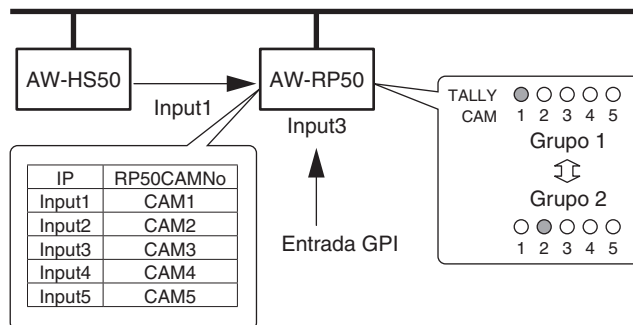 AW-HS50
AW-RP50
Input1
Input3
Entrada GPI
IP RP50CAMNo
Input1 CAM1
Input2 CAM2
Input3 CAM3
Input4 CAM4
Input5 CAM5
TALLY
CAM 1 2 3 4 5
Grupo 1
Grupo 2
1 2 3 4 5